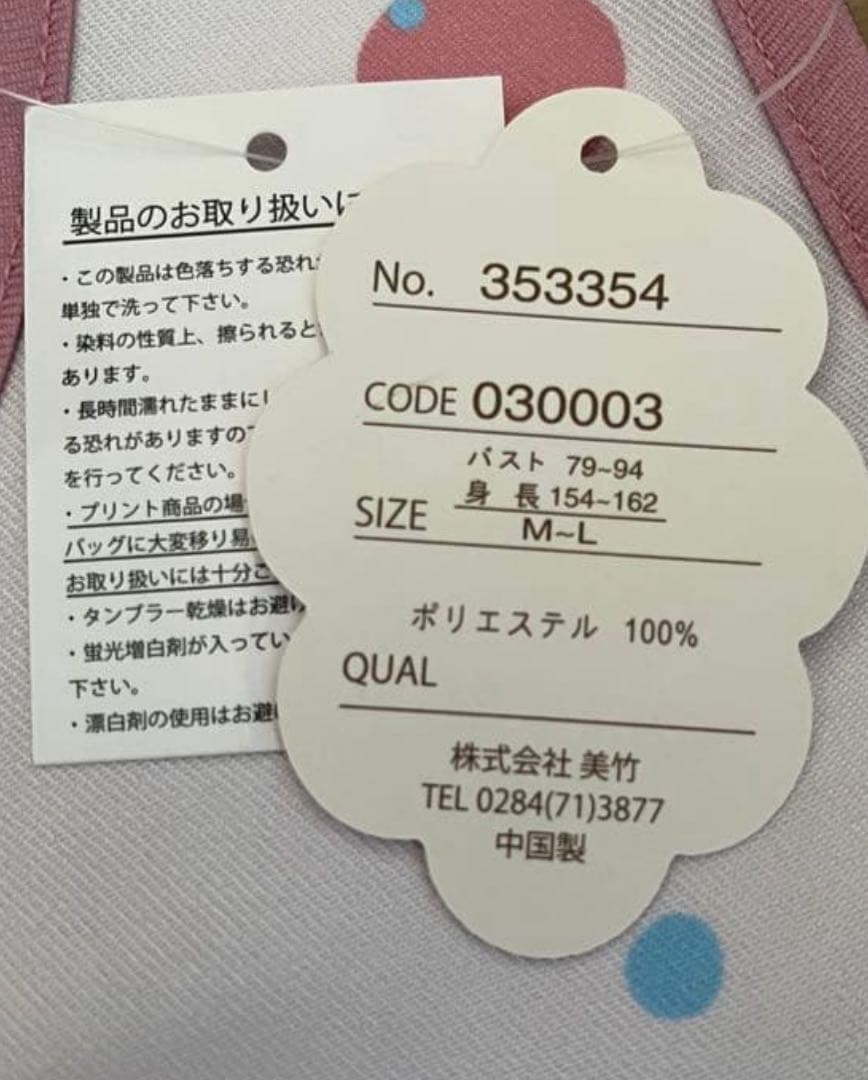 製品のお取り扱いに
・この製品は色落ちする恐れ
単独で洗って下さい。
・染料の性質上、擦られると
あります。
・長時間濡れたままに
る恐れがありますので
を行ってください。
・プリント商品の場
バッグに大変移り易
お取り扱いには十分ご
・タンブラー乾燥はお避け
・蛍光増白剤が入ってい
下さい。
・漂白剤の使用はお避け
No. 353354
CODE 030003
バスト 79~94
身 長 154~162
SIZE M~L
ポリエステル 100%
QUAL
株式会社 美竹
TEL 0284(71)3877
中国製